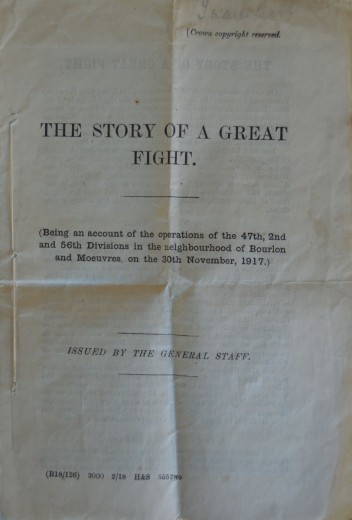 [Crown copyright reserved.
THE STORY OF A GREAT
FIGHT.
(Being an account of the operations of the 47th, 2nd
and 56th Divisions in the neighbourhood of Bourlon
and Moeuvres, on the 30th November, 1917.)
ISSUED BY THE GENERAL STAFF.
(B18/126) 3000 2/18 H&S